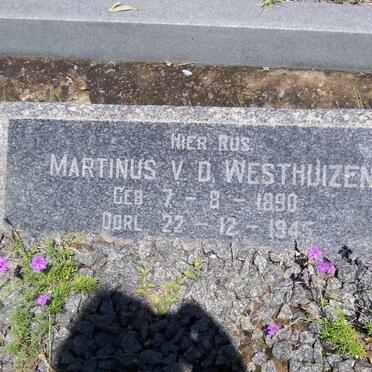 HIER RUS
MARTINUS V. D. WESTHUIZEN
GEB 7 - 8 - 1890
OORL 22 - 12 - 1945